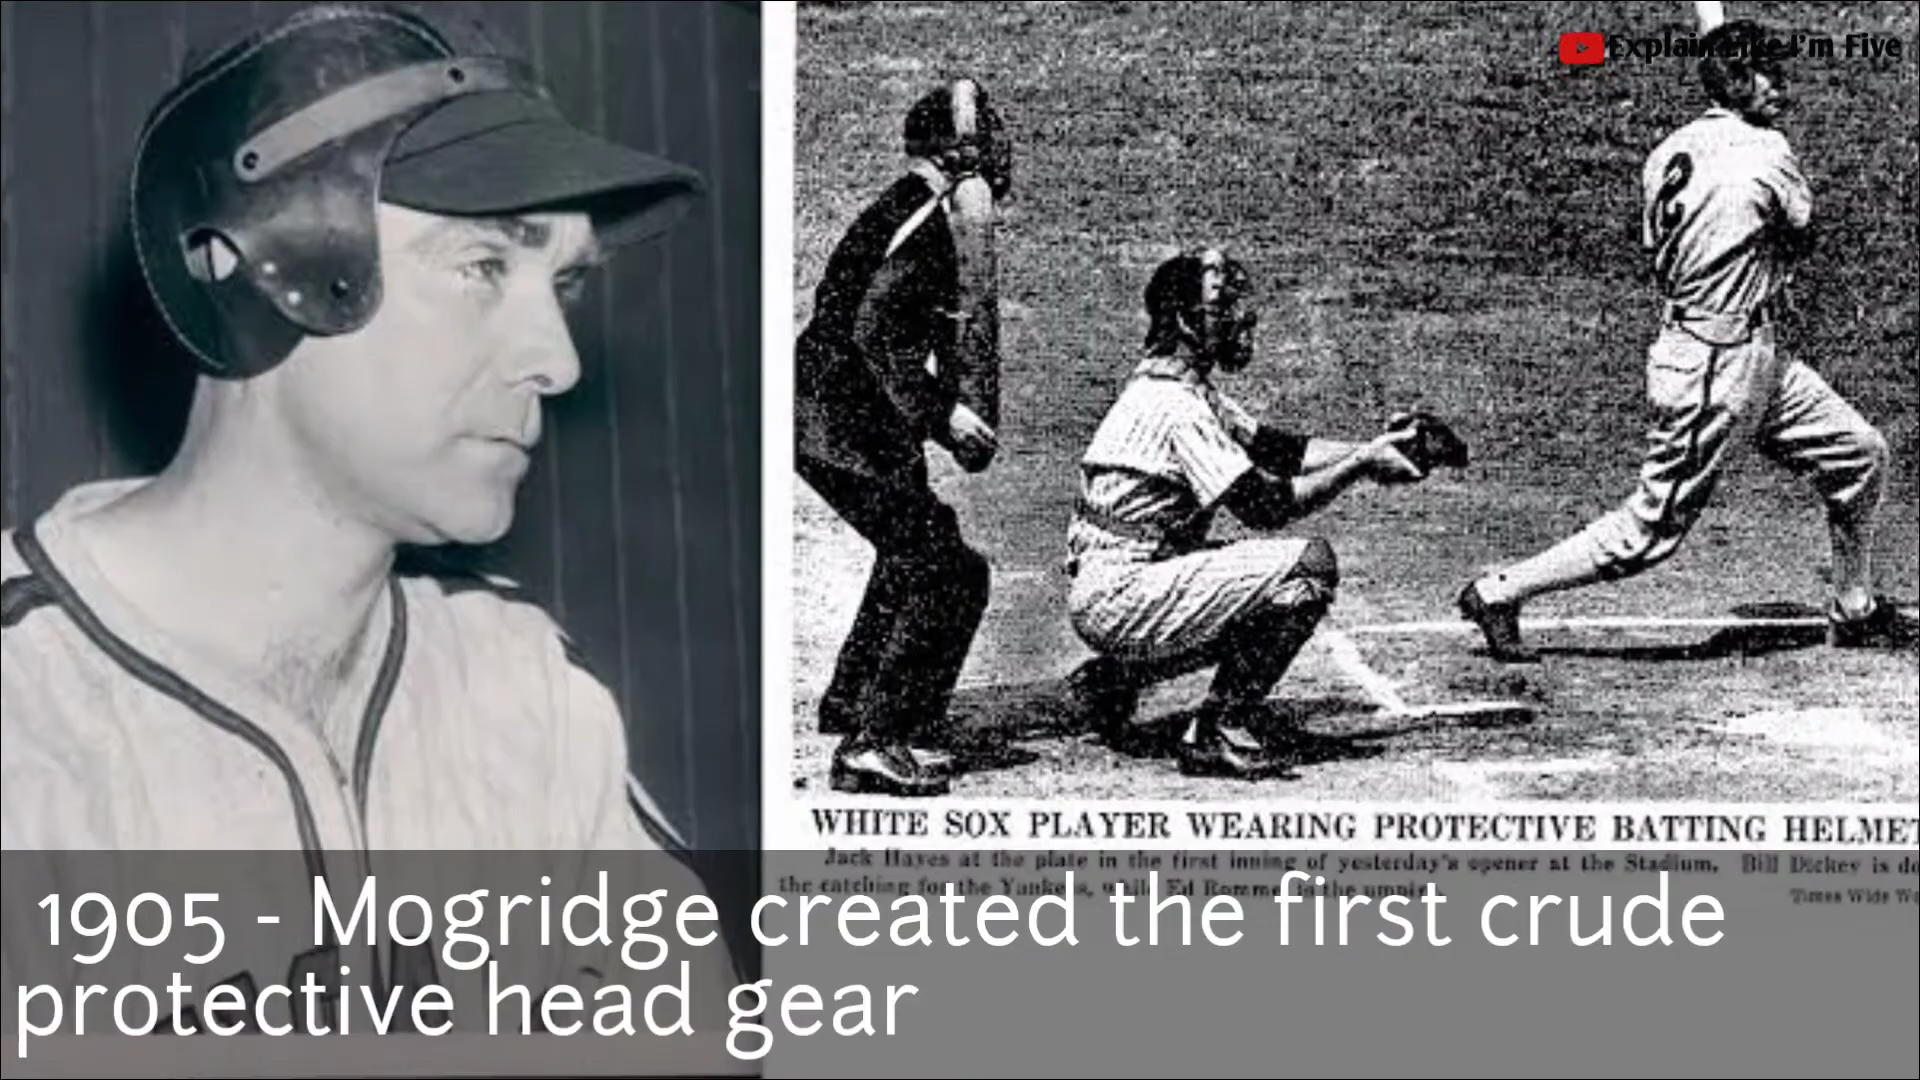 Explain Like I'm Five
WHITE SOX PLAYER WEARING PROTECTIVE BATTING HELMET
Jack Hayes at the plate in the first inning of yesterday's opener at the Stadium. Bill Dickey is do
the catching for the Yankees, while Ed Romme is the umpire.
Times Wide Wo
1905 - Mogridge created the first crude
protective head gear